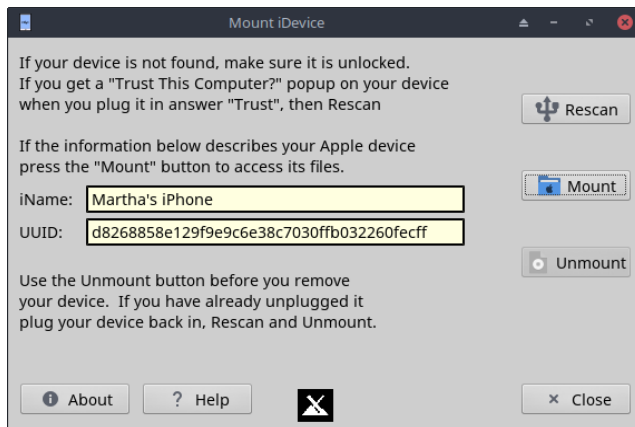 Mount iDevice
If your device is not found, make sure it is unlocked.
If you get a "Trust This Computer?" popup on your device
when you plug it in answer "Trust", then Rescan
Rescan
If the information below describes your Apple device
press the "Mount" button to access its files.
Mount
iName: Martha's iPhone
UUID: d8268858e129f9e9c6e38c7030ffb032260fecff
Unmount
Use the Unmount button before you remove
your device. If you have already unplugged it
plug your device back in, Rescan and Unmount.
About
Help
Close